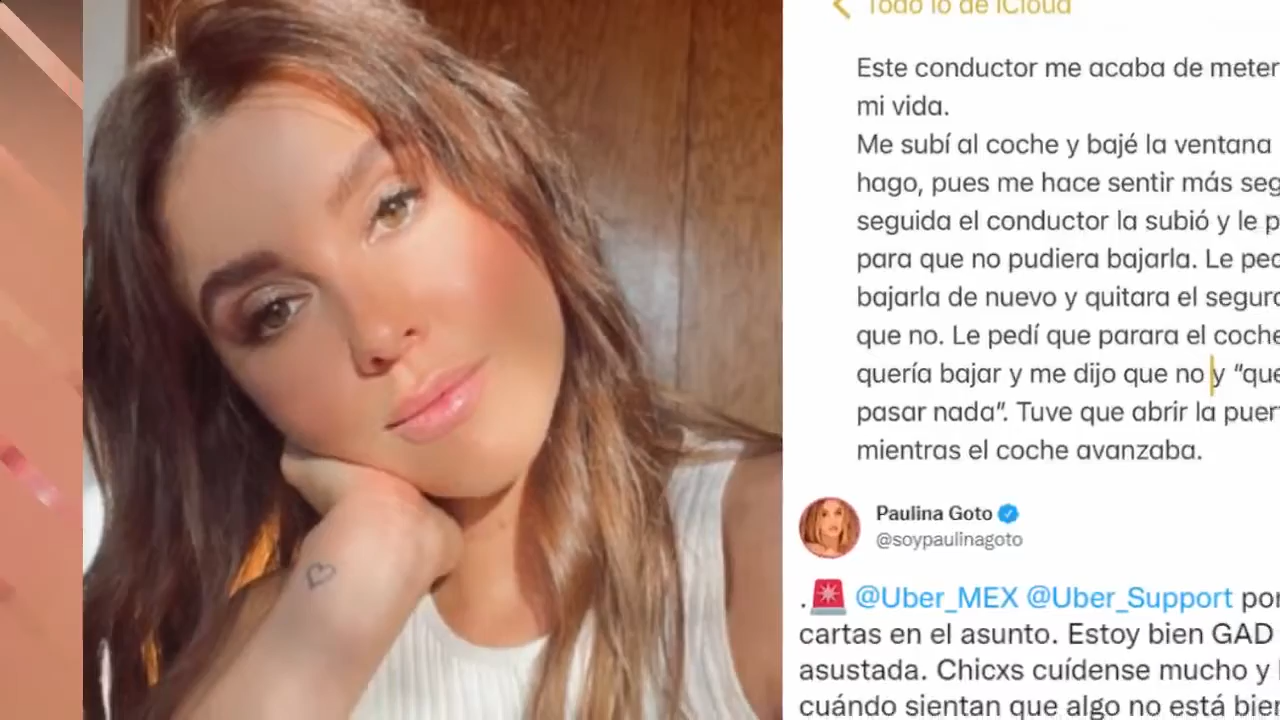 Todo lo de iCloud
Este conductor me acaba de meter
mi vida.
Me subí al coche y bajé la ventana
hago, pues me hace sentir más seg
seguida el conductor la subió y le p
para que no pudiera bajarla. Le ped
bajarla de nuevo y quitara el seguro
que no. Le pedí que parara el coche
quería bajar y me dijo que no y “que
pasar nada”. Tuve que abrir la puer
mientras el coche avanzaba.
Paulina Goto
@soypaulinagoto
.🚨 @Uber_MEX @Uber_Support por
cartas en el asunto. Estoy bien GAD
asustada. Chicxs cuídense mucho y
cuándo sientan que algo no está bien